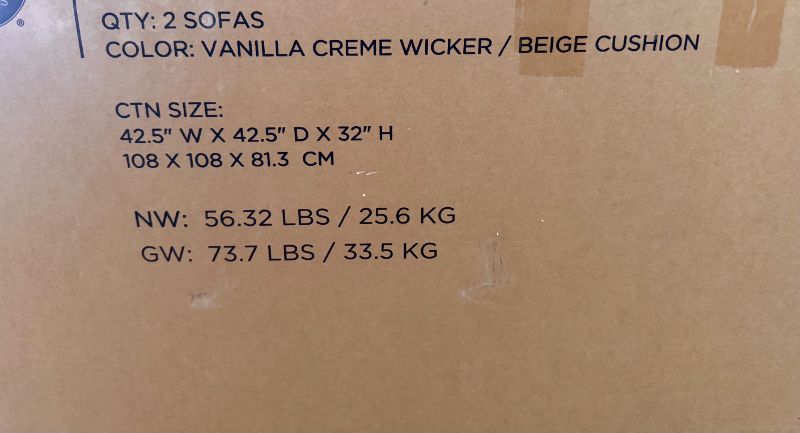 QTY: 2 SOFAS
COLOR: VANILLA CREME WICKER / BEIGE CUSHION
CTN SIZE:
42.5" W X 42.5" D X 32" H
108 X 108 X 81.3 CM
NW: 56.32 LBS / 25.6 KG
GW: 73.7 LBS / 33.5 KG